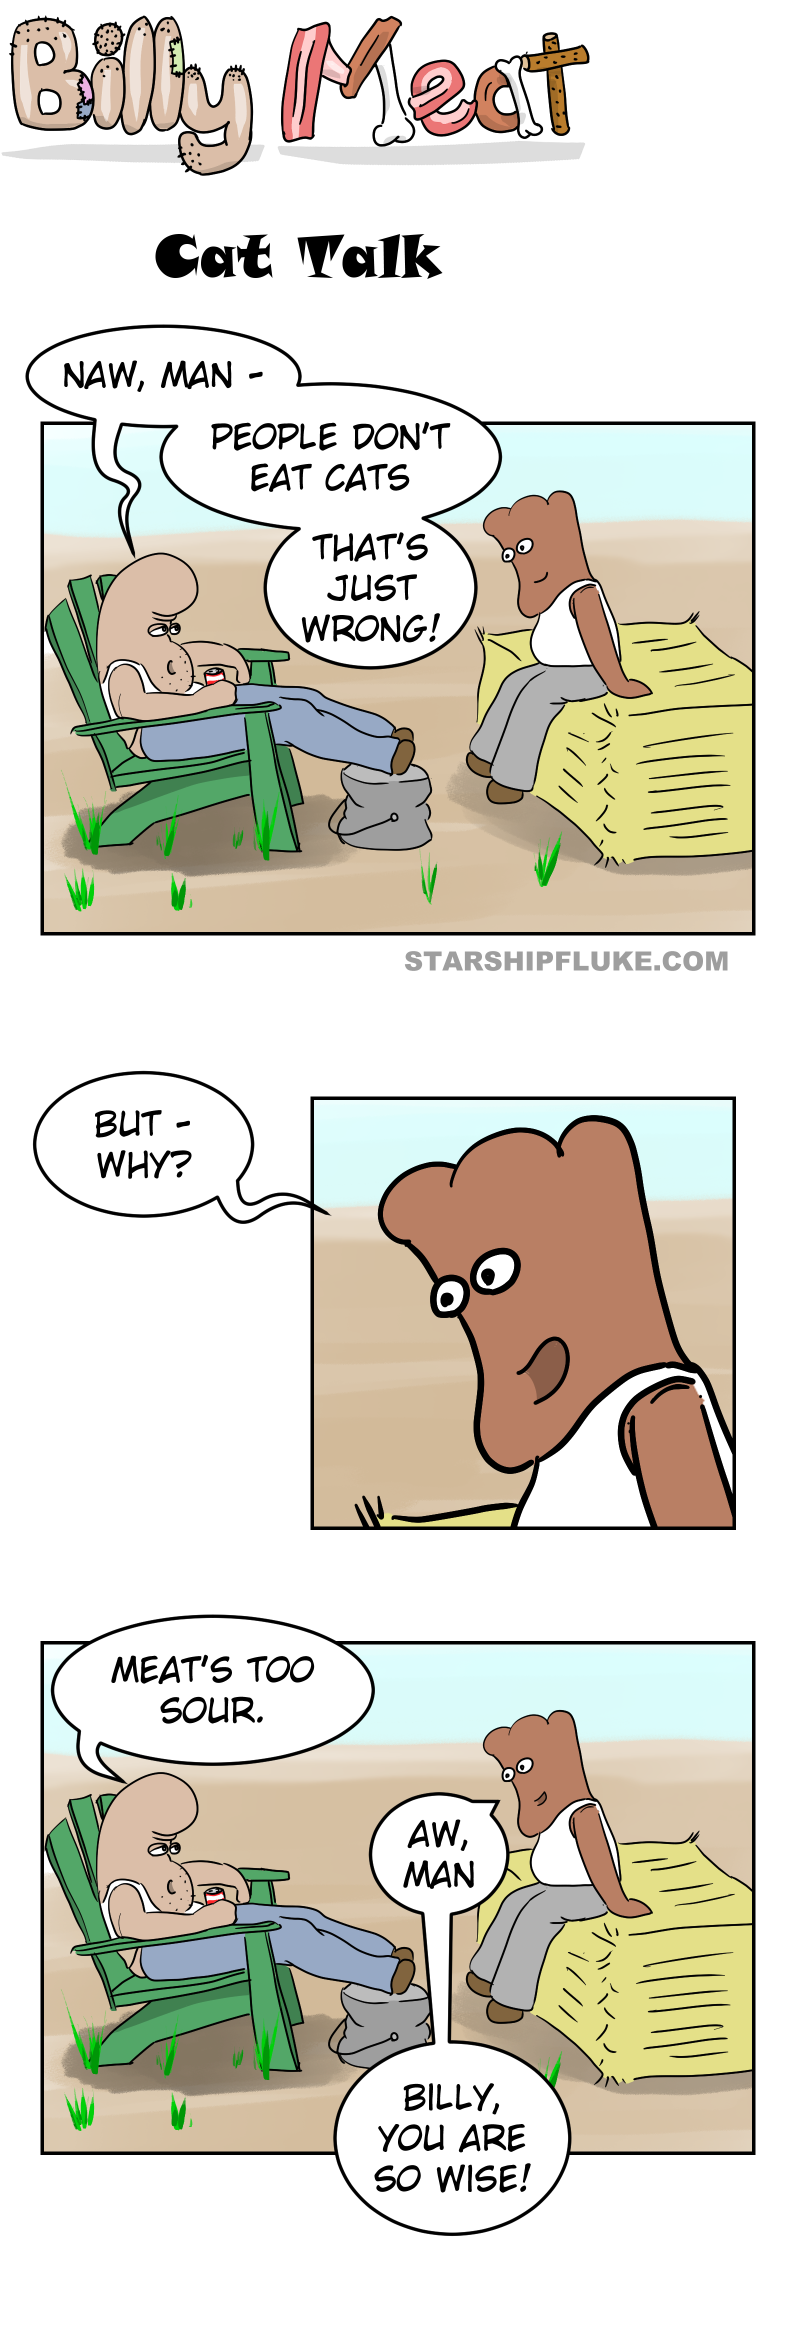 Billy Meat
Cat Talk
NAW, MAN -
PEOPLE DON'T
EAT CATS
THAT'S
JUST
WRONG!
STARSHIPFLUKE.COM
BUT -
WHY?
MEAT'S TOO
SOUR.
AW,
MAN
BILLY,
YOU ARE
SO WISE!